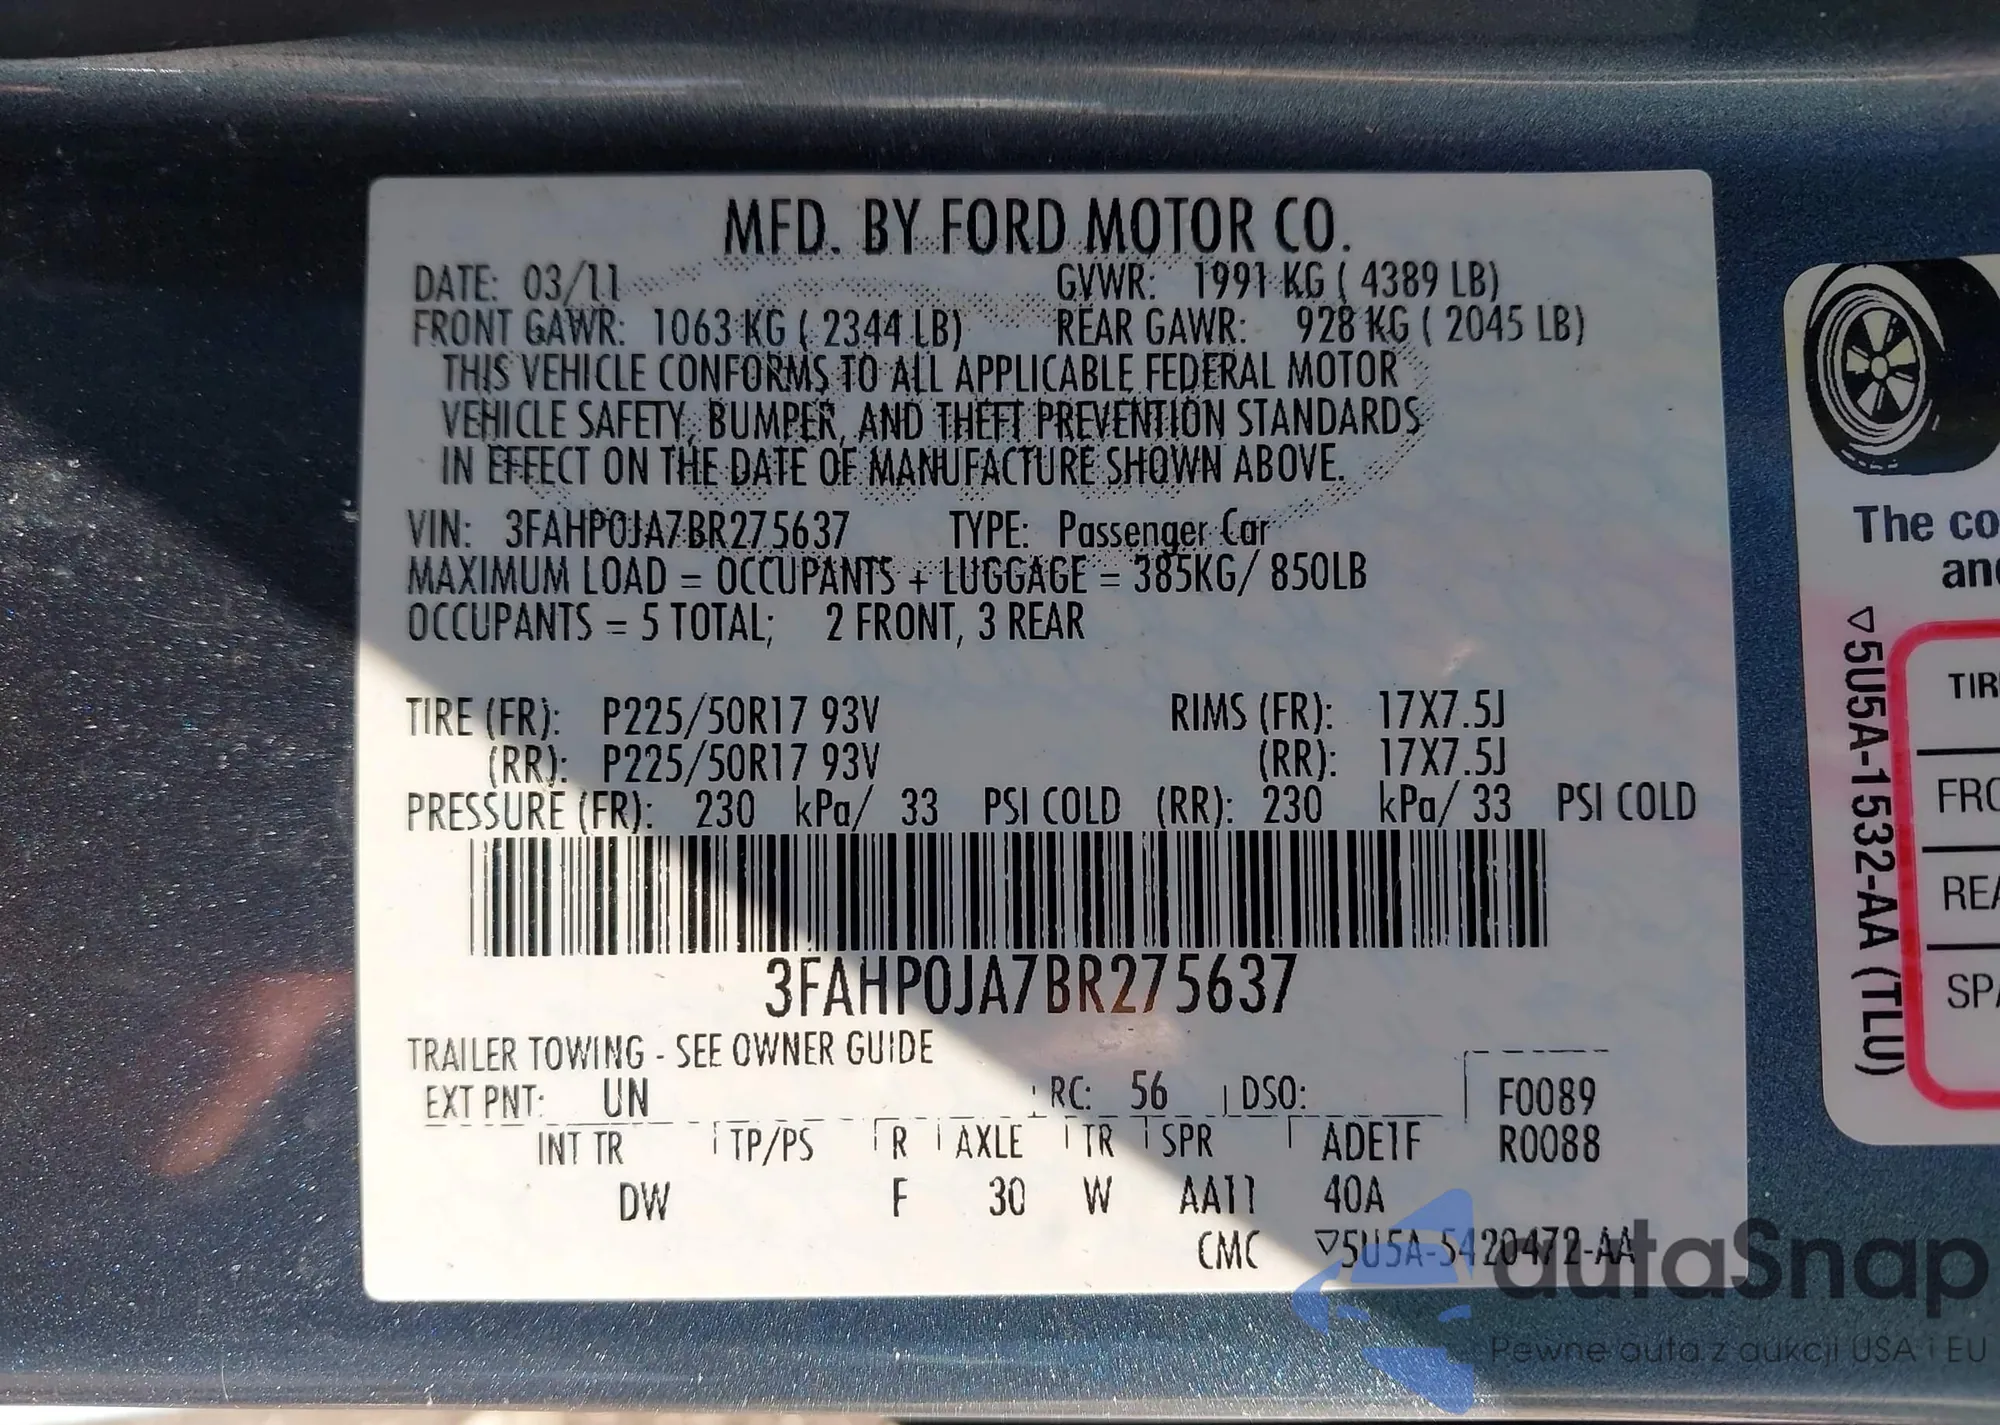 MFD. BY FORD MOTOR CO.
DATE: 03/11 GVWR: 1991 KG ( 4389 LB)
FRONT GAWR: 1063 KG ( 2344 LB) REAR GAWR: 928 KG ( 2045 LB)
THIS VEHICLE CONFORMS TO ALL APPLICABLE FEDERAL MOTOR
VEHICLE SAFETY, BUMPER, AND THEFT PREVENTION STANDARDS
IN EFFECT ON THE DATE OF MANUFACTURE SHOWN ABOVE.
VIN: 3FAHP0JA7BR275637 TYPE: Passenger Car
MAXIMUM LOAD = OCCUPANTS + LUGGAGE = 385KG/ 850LB
OCCUPANTS = 5 TOTAL; 2 FRONT, 3 REAR
TIRE (FR): P225/50R17 93V RIMS (FR): 17X7.5J
(RR): P225/50R17 93V (RR): 17X7.5J
PRESSURE (FR): 230 kPa/ 33 PSI COLD (RR): 230 kPa/ 33 PSI COLD
3FAHP0JA7BR275637
TRAILER TOWING - SEE OWNER GUIDE
EXT PNT: UN RC: 56 DSO: F0089
INT TR TP/PS R AXLE TR SPR ADE1F R0088
DW F 30 W AA11 40A
CMC ▽5U5A-5420472-AA
The co
and
▽5U5A-1532-AA (TLU)
TIR
FRO
REA
SPA
autaSnap
Pewne auta z aukcji USA i EU